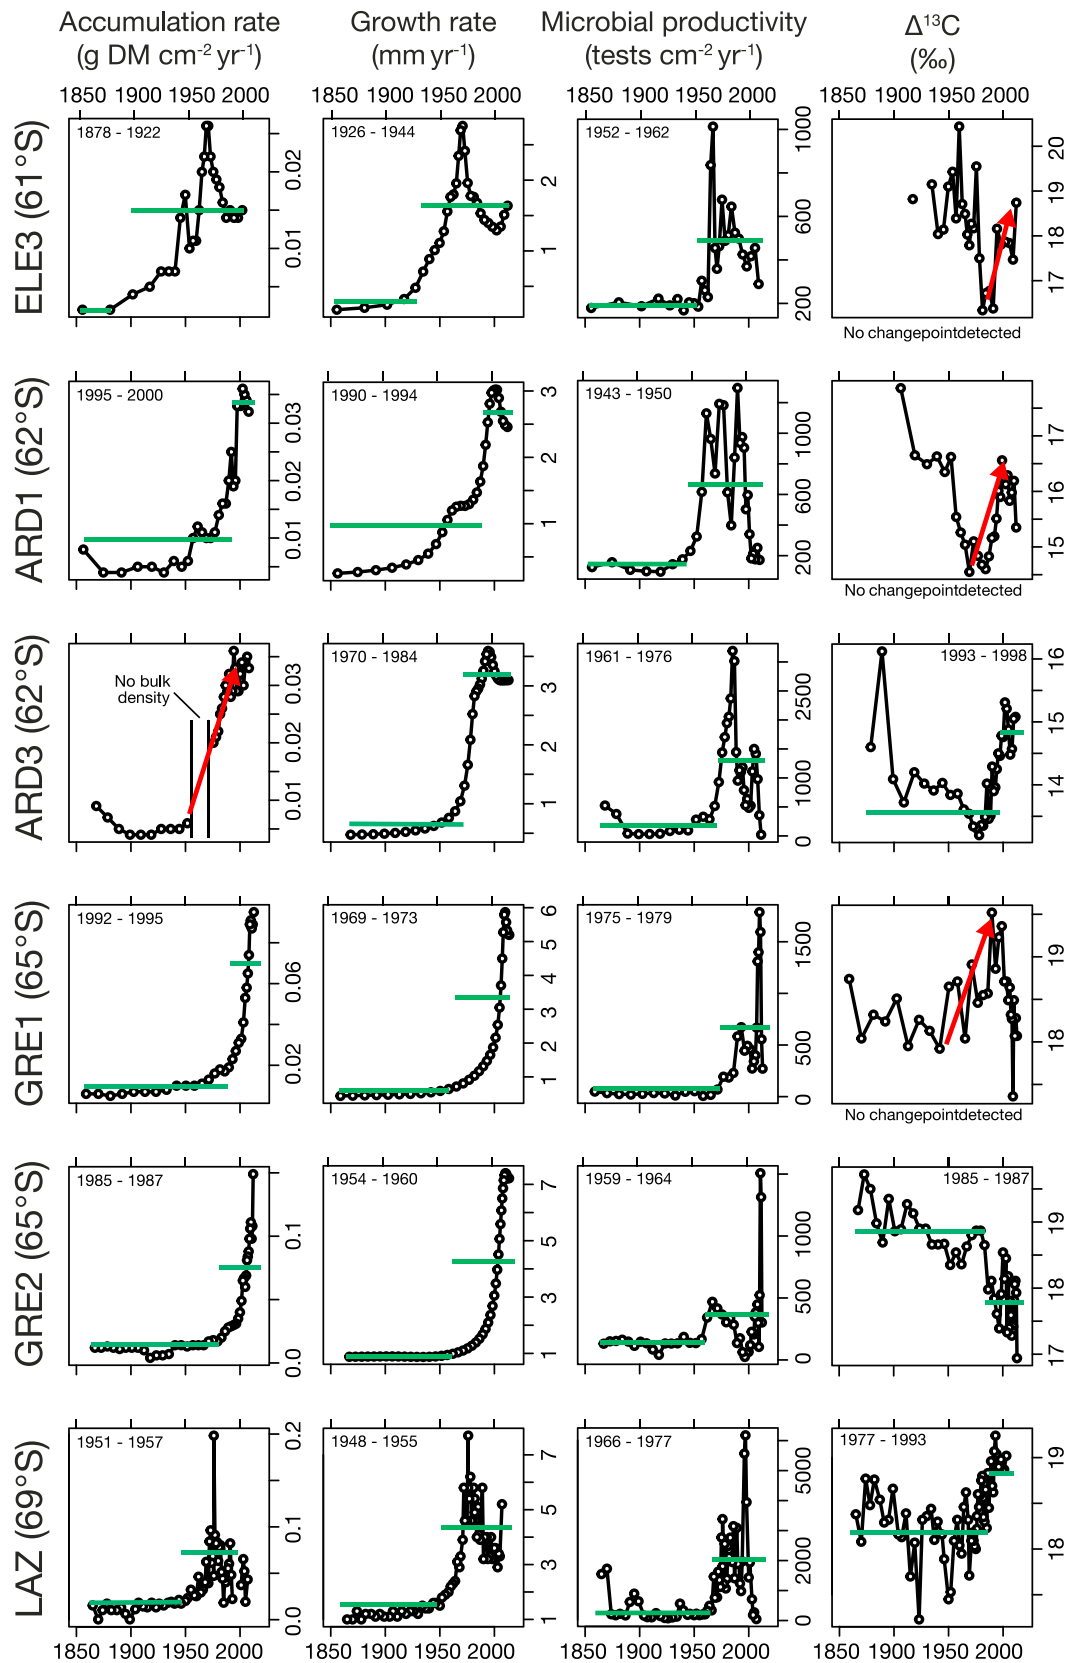 Accumulation rate
(g DM cm⁻² yr⁻¹)
Growth rate
(mm yr⁻¹)
Microbial productivity
(tests cm⁻² yr⁻¹)
Δ¹³C
(‰)
1850 1900 1950 2000
1850 1900 1950 2000
1850 1900 1950 2000
1850 1900 1950 2000
ELE3 (61°S)
1878 - 1922
0.01 0.02
1926 - 1944
1 2
1952 - 1962
200 600 1000
17 18 19 20
No changepointdetected
ARD1 (62°S)
1995 - 2000
0.01 0.02 0.03
1990 - 1994
1 2 3
1943 - 1950
200 600 1000
15 16 17
No changepointdetected
ARD3 (62°S)
No bulk
density
0.01 0.02 0.03
1970 - 1984
1 2 3
1961 - 1976
0 1000 2500
1993 - 1998
14 15 16
GRE1 (65°S)
1992 - 1995
0.02 0.06
1969 - 1973
1 2 3 4 5 6
1975 - 1979
0 500 1500
18 19
No changepointdetected
GRE2 (65°S)
1985 - 1987
0.0 0.1
1954 - 1960
1 3 5 7
1959 - 1964
0 500 1000
1985 - 1987
17 18 19
LAZ (69°S)
1951 - 1957
0.0 0.1 0.2
1948 - 1955
1 3 5 7
1966 - 1977
0 2000 5000
1977 - 1993
18 19
1850 1900 1950 2000
1850 1900 1950 2000
1850 1900 1950 2000
1850 1900 1950 2000